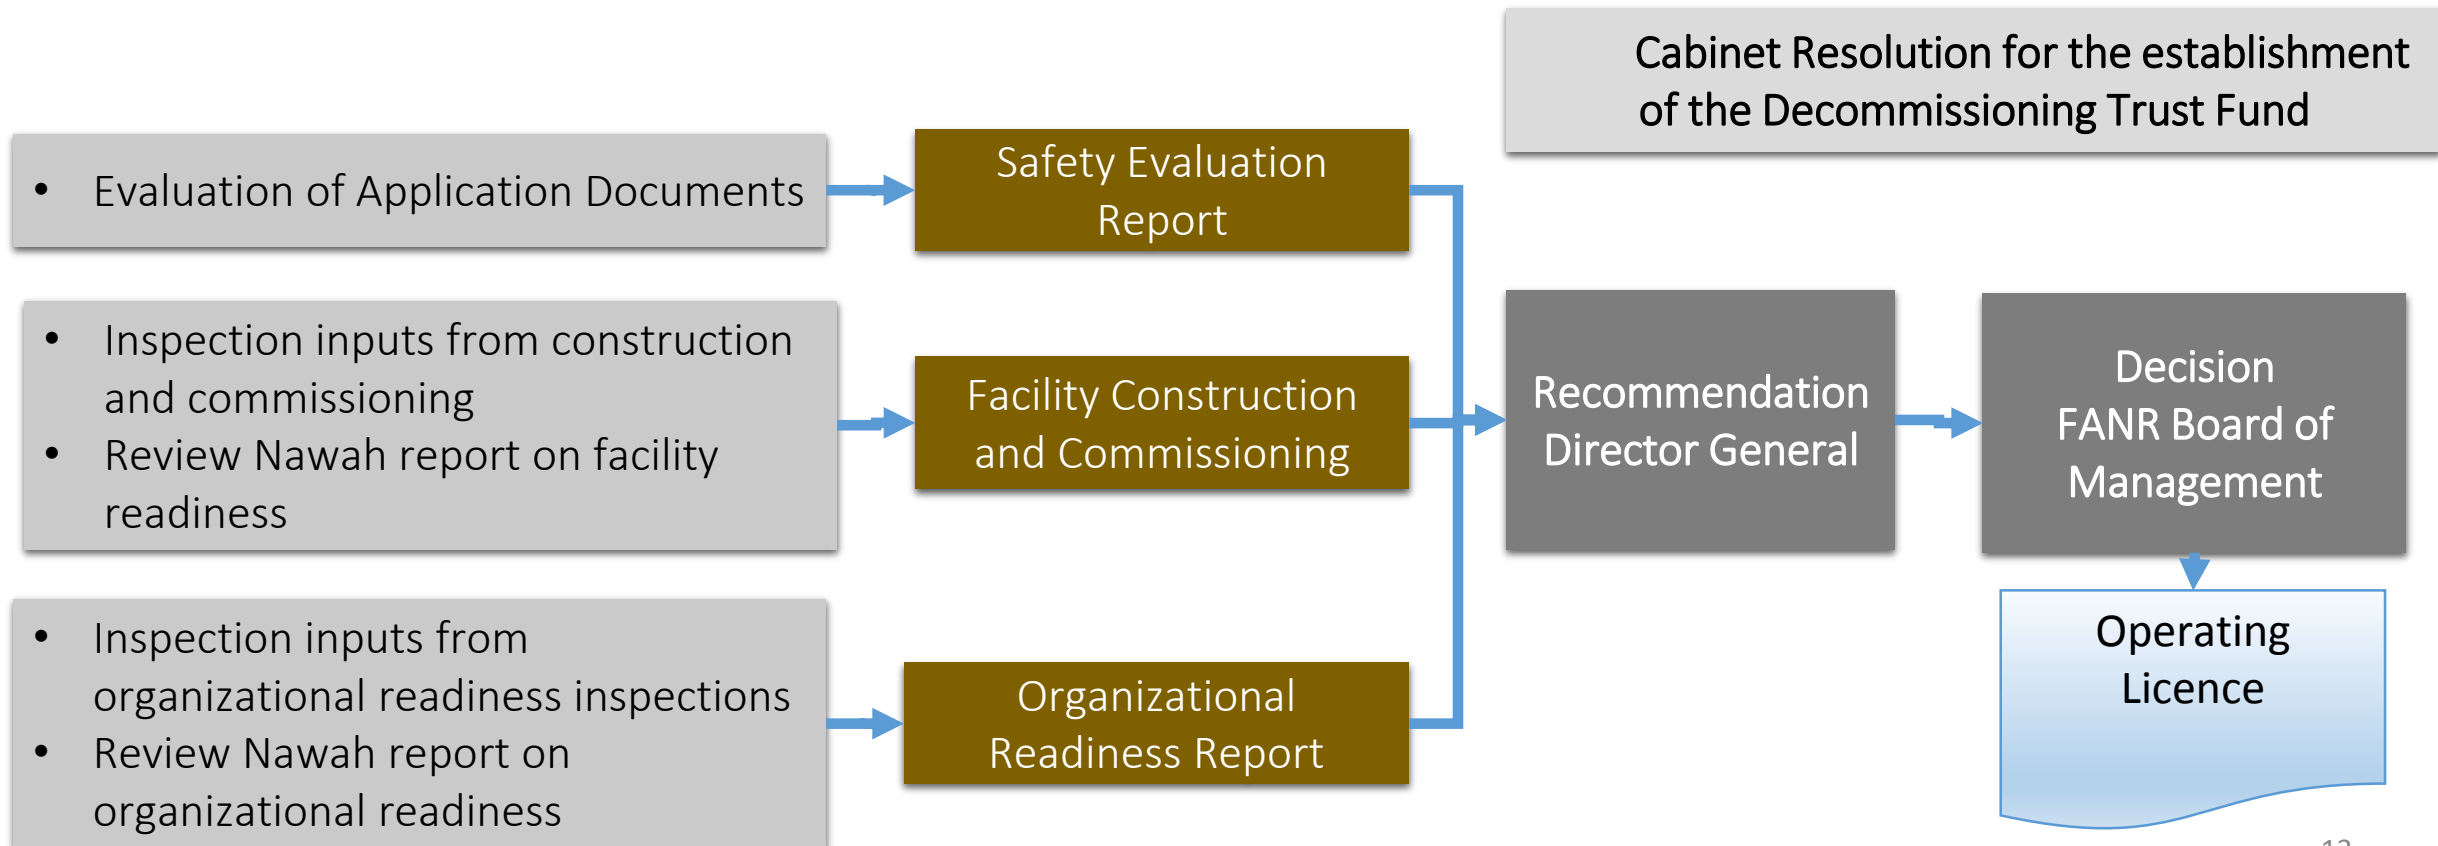 Cabinet Resolution for the establishment
of the Decommissioning Trust Fund
• Evaluation of Application Documents
Safety Evaluation
Report
• Inspection inputs from construction
and commissioning
• Review Nawah report on facility
readiness
Facility Construction
and Commissioning
Recommendation
Director General
Decision
FANR Board of
Management
• Inspection inputs from
organizational readiness inspections
• Review Nawah report on
organizational readiness
Organizational
Readiness Report
Operating
Licence